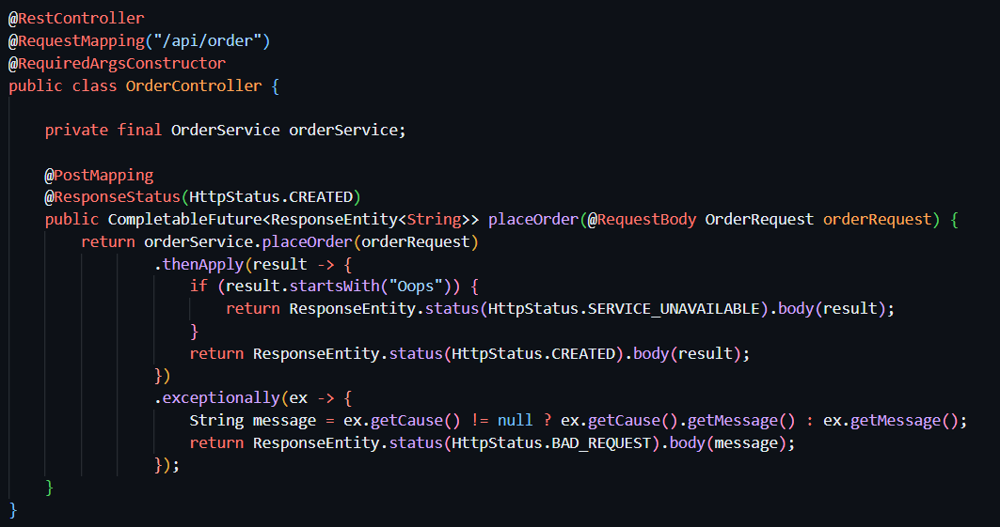 @RestController
@RequestMapping("/api/order")
@RequiredArgsConstructor
public class OrderController {
    private final OrderService orderService;
    @PostMapping
    @ResponseStatus(HttpStatus.CREATED)
    public CompletableFuture<ResponseEntity<String>> placeOrder(@RequestBody OrderRequest orderRequest) {
        return orderService.placeOrder(orderRequest)
                .thenApply(result -> {
                    if (result.startsWith("Oops")) {
                        return ResponseEntity.status(HttpStatus.SERVICE_UNAVAILABLE).body(result);
                    }
                    return ResponseEntity.status(HttpStatus.CREATED).body(result);
                })
                .exceptionally(ex -> {
                    String message = ex.getCause() != null ? ex.getCause().getMessage() : ex.getMessage();
                    return ResponseEntity.status(HttpStatus.BAD_REQUEST).body(message);
                });
    }
}